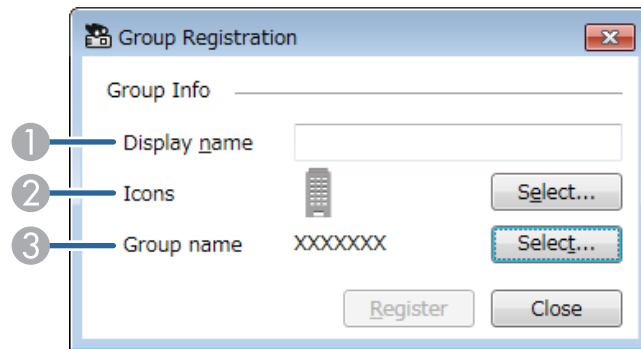 Group Registration
Group Info
1 Display name
2 Icons Select...
3 Group name XXXXXXX Select...
Register Close